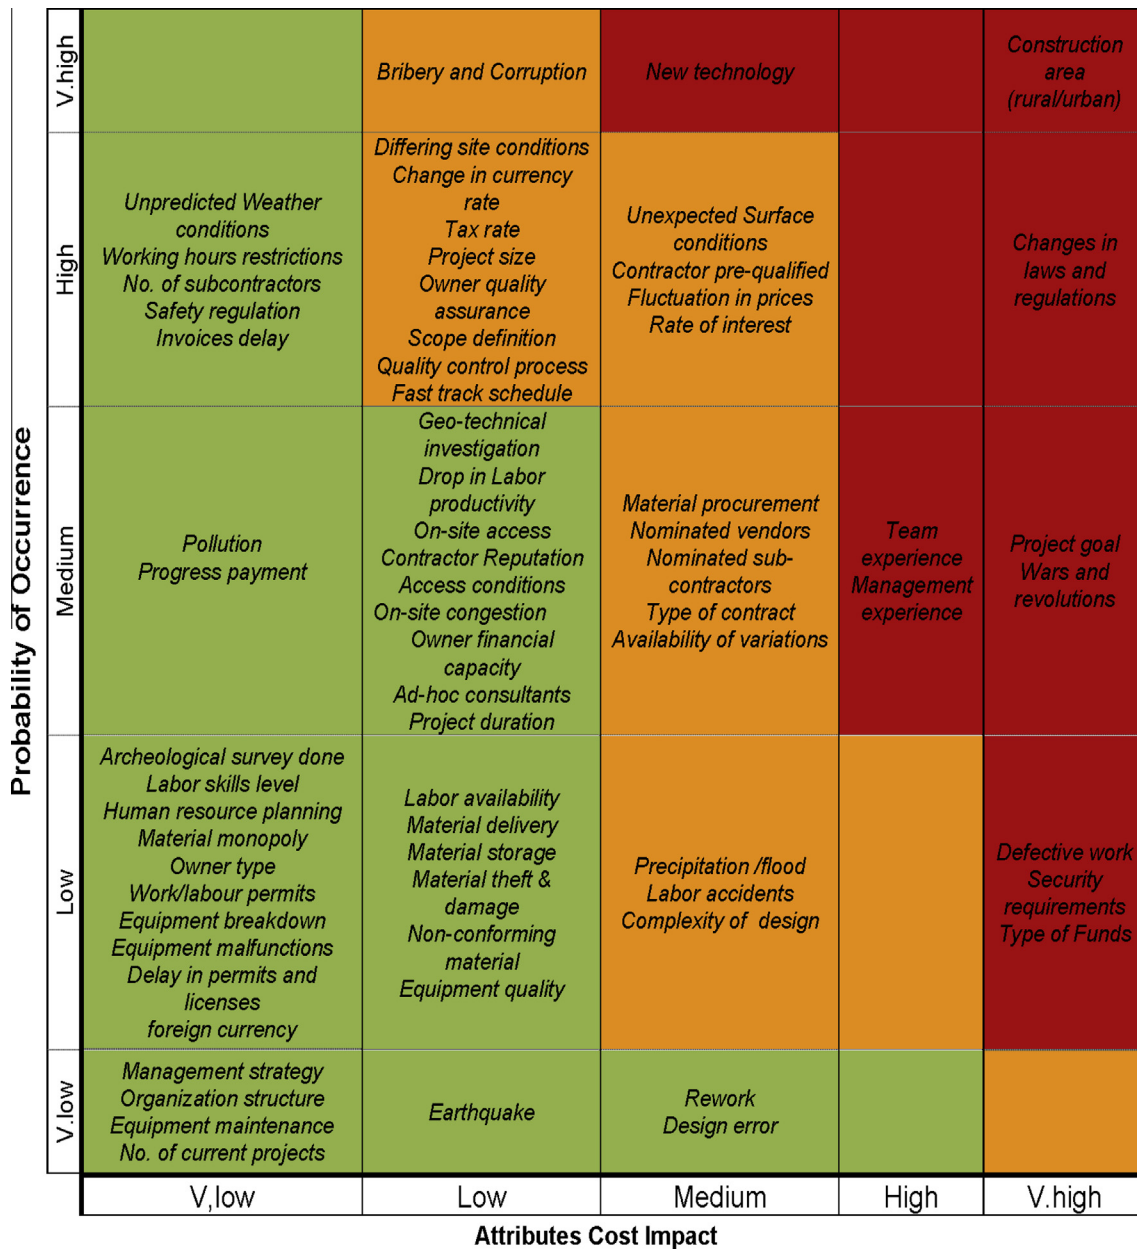 Probability of Occurrence
V.high
Bribery and Corruption
New technology
Construction
area
(rural/urban)
High
Unpredicted Weather
conditions
Working hours restrictions
No. of subcontractors
Safety regulation
Invoices delay
Differing site conditions
Change in currency
rate
Tax rate
Project size
Owner quality
assurance
Scope definition
Quality control process
Fast track schedule
Unexpected Surface
conditions
Contractor pre-qualified
Fluctuation in prices
Rate of interest
Changes in
laws and
regulations
Medium
Pollution
Progress payment
Geo-technical
investigation
Drop in Labor
productivity
On-site access
Contractor Reputation
Access conditions
On-site congestion
Owner financial
capacity
Ad-hoc consultants
Project duration
Material procurement
Nominated vendors
Nominated sub-
contractors
Type of contract
Availability of variations
Team
experience
Management
experience
Project goal
Wars and
revolutions
Low
Archeological survey done
Labor skills level
Human resource planning
Material monopoly
Owner type
Work/labour permits
Equipment breakdown
Equipment malfunctions
Delay in permits and
licenses
foreign currency
Labor availability
Material delivery
Material storage
Material theft &
damage
Non-conforming
material
Equipment quality
Precipitation /flood
Labor accidents
Complexity of design
Defective work
Security
requirements
Type of Funds
V.low
Management strategy
Organization structure
Equipment maintenance
No. of current projects
Earthquake
Rework
Design error
V,low
Low
Medium
High
V.high
Attributes Cost Impact